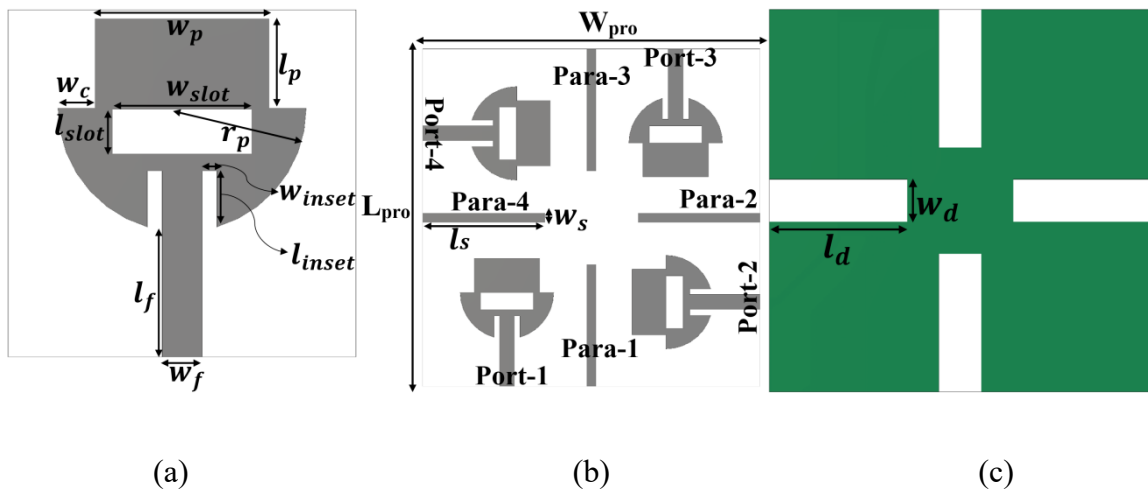 w_p
l_p
w_c
w_slot
l_slot
r_p
w_inset
l_inset
l_f
w_f
W_pro
Port-3
Para-3
Port-4
L_pro
Para-4
w_s
l_s
Para-2
Port-2
Para-1
Port-1
w_d
l_d
(a) (b) (c)